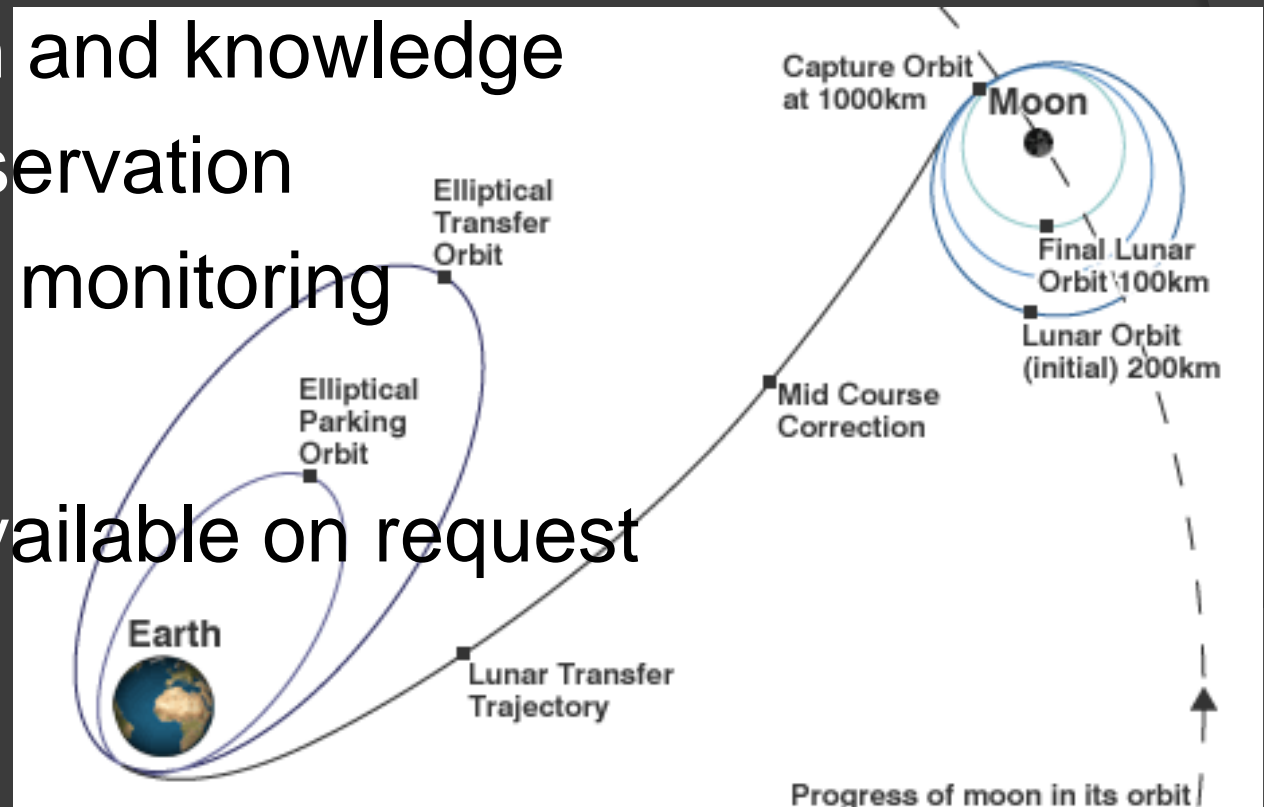 and knowledge
servation
monitoring
vailable on request
Capture Orbit
at 1000km
Moon
Elliptical
Transfer
Orbit
Final Lunar
Orbit 100km
Lunar Orbit
(initial) 200km
Elliptical
Parking
Orbit
Mid Course
Correction
Earth
Lunar Transfer
Trajectory
Progress of moon in its orbit